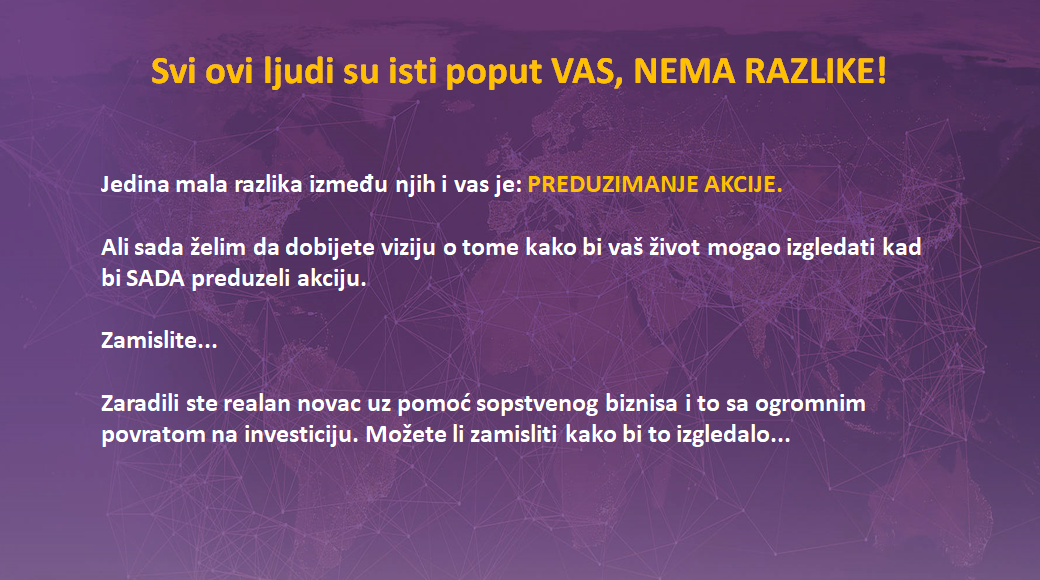 Svi ovi ljudi su isti poput VAS, NEMA RAZLIKE!
Jedina mala razlika između njih i vas je: PREDUZIMANJE AKCIJE.
Ali sada želim da dobijete viziju o tome kako bi vaš život mogao izgledati kad
bi SADA preduzeli akciju.
Zamislite...
Zaradili ste realan novac uz pomoć sopstvenog biznisa i to sa ogromnim
povratom na investiciju. Možete li zamisliti kako bi to izgledalo...